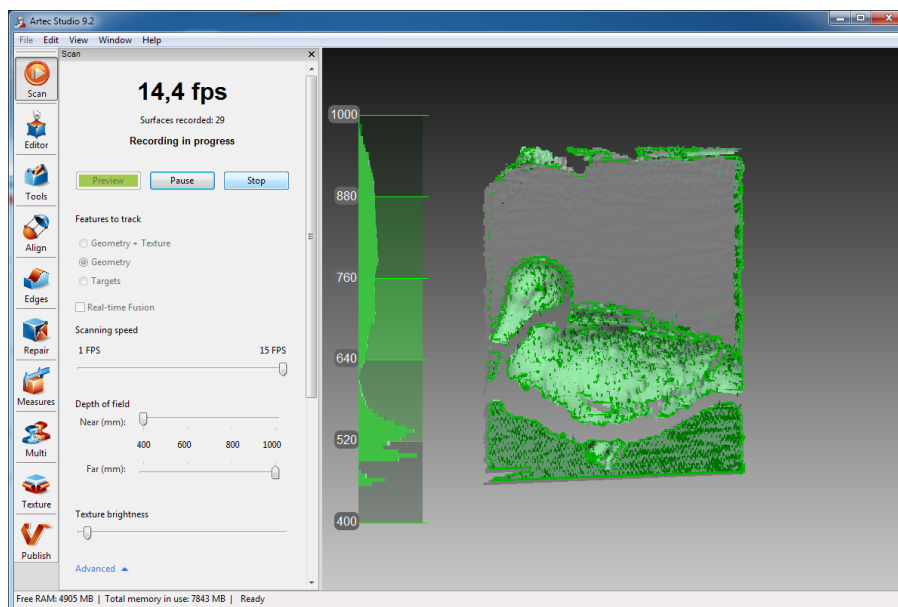 Artec Studio 9.2
File Edit View Window Help
Scan
Scan
Editor
Tools
Align
Edges
Repair
Measures
Multi
Texture
Publish
14,4 fps
Surfaces recorded: 29
Recording in progress
Preview Pause Stop
Features to track
Geometry + Texture
Geometry
Targets
Real-time Fusion
Scanning speed
1 FPS 15 FPS
Depth of field
Near (mm):
400 600 800 1000
Far (mm):
Texture brightness
Advanced
1000
880
760
640
520
400
Free RAM: 4905 MB | Total memory in use: 7843 MB | Ready